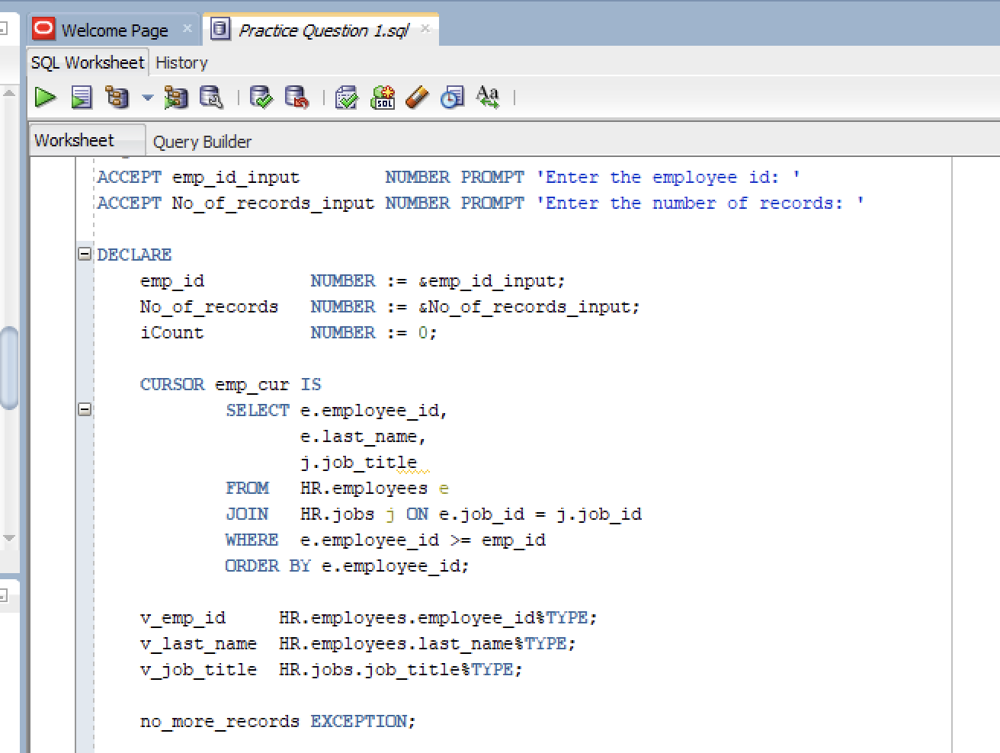 Welcome Page
Practice Question 1.sql
SQL Worksheet History
SQL
Aa
Worksheet
Query Builder
ACCEPT emp_id_input NUMBER PROMPT 'Enter the employee id: '
ACCEPT No_of_records_input NUMBER PROMPT 'Enter the number of records: '
DECLARE
emp_id NUMBER := &emp_id_input;
No_of_records NUMBER := &No_of_records_input;
iCount NUMBER := 0;
CURSOR emp_cur IS
SELECT e.employee_id,
e.last_name,
j.job_title
FROM HR.employees e
JOIN HR.jobs j ON e.job_id = j.job_id
WHERE e.employee_id >= emp_id
ORDER BY e.employee_id;
v_emp_id HR.employees.employee_id%TYPE;
v_last_name HR.employees.last_name%TYPE;
v_job_title HR.jobs.job_title%TYPE;
no_more_records EXCEPTION;